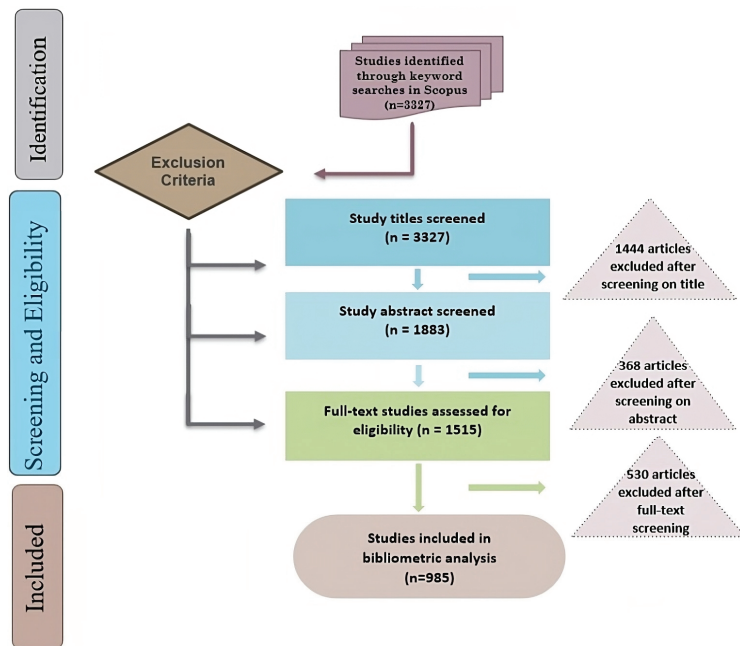 Identification
Studies identified
through keyword
searches in Scopus
(n=3327)
Exclusion
Criteria
Screening and Eligibility
Study titles screened
(n = 3327)
1444 articles
excluded after
screening on title
Study abstract screened
(n = 1883)
368 articles
excluded after
screening on
abstract
Full-text studies assessed for
eligibility (n = 1515)
530 articles
excluded after
full-text
screening
Included
Studies included in
bibliometric analysis
(n=985)